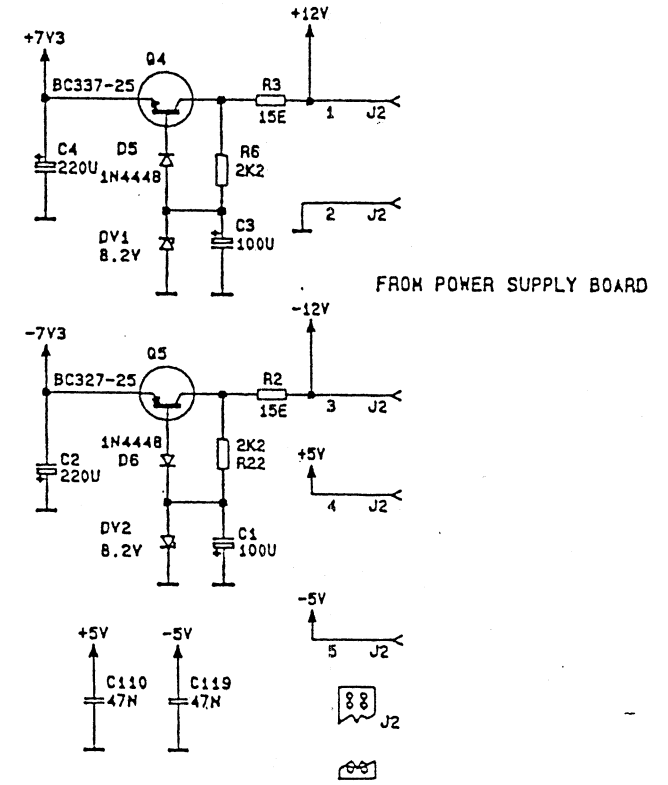 +12V
+7V3
Q4
BC337-25
R3
15E
1
J2
C4
220U
D5
1N4448
R6
2K2
2
J2
DV1
8.2V
C3
100U
FROM POWER SUPPLY BOARD
-12V
-7V3
Q5
BC327-25
R2
15E
3
J2
1N4448
D6
2K2
R22
C2
220U
+5V
4
J2
DV2
8.2V
C1
100U
-5V
5
J2
+5V
-5V
C110
47N
C119
47N
J2